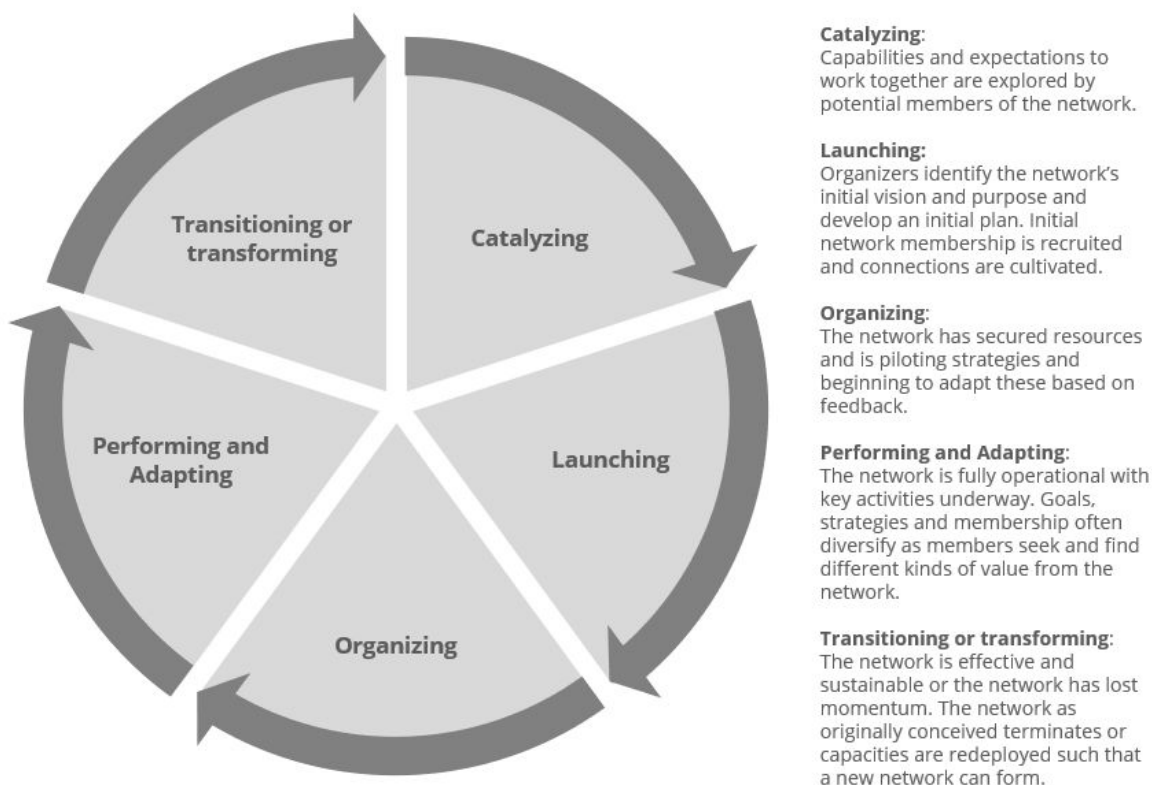 Transitioning or
transforming
Catalyzing
Performing and
Adapting
Launching
Organizing
Catalyzing:
Capabilities and expectations to
work together are explored by
potential members of the network.
Launching:
Organizers identify the network’s
initial vision and purpose and
develop an initial plan. Initial
network membership is recruited
and connections are cultivated.
Organizing:
The network has secured resources
and is piloting strategies and
beginning to adapt these based on
feedback.
Performing and Adapting:
The network is fully operational with
key activities underway. Goals,
strategies and membership often
diversify as members seek and find
different kinds of value from the
network.
Transitioning or transforming:
The network is effective and
sustainable or the network has lost
momentum. The network as
originally conceived terminates or
capacities are redeployed such that
a new network can form.